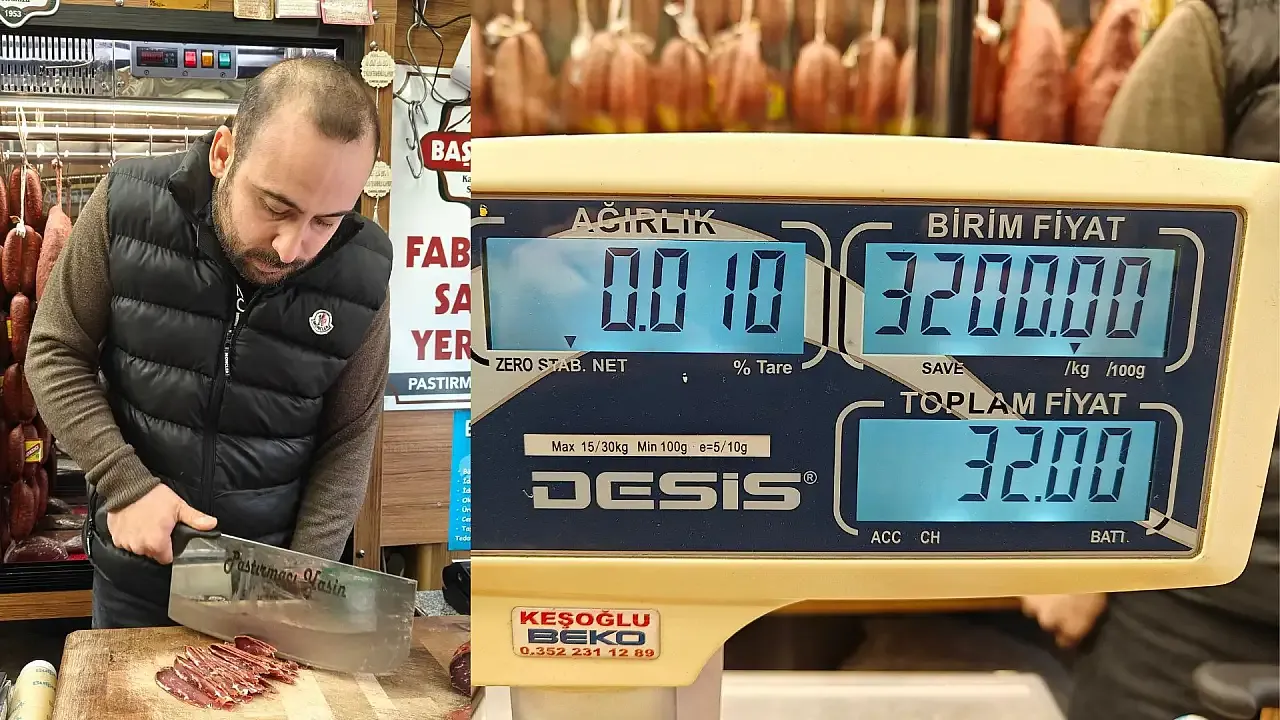 1953
BAŞ
FAB
SA
YER
PASTIRM
Pastırmacı Yasin
AĞIRLIK
0.010
ZERO STAB. NET
% Tare
BİRİM FİYAT
3200.00
SAVE /kg /100g
TOPLAM FİYAT
32.00
ACC CH BATT.
Max 15/30kg Min 100g e=5/10g
DESİS®
KEŞOĞLU
BEKO
0.352 231 12 89